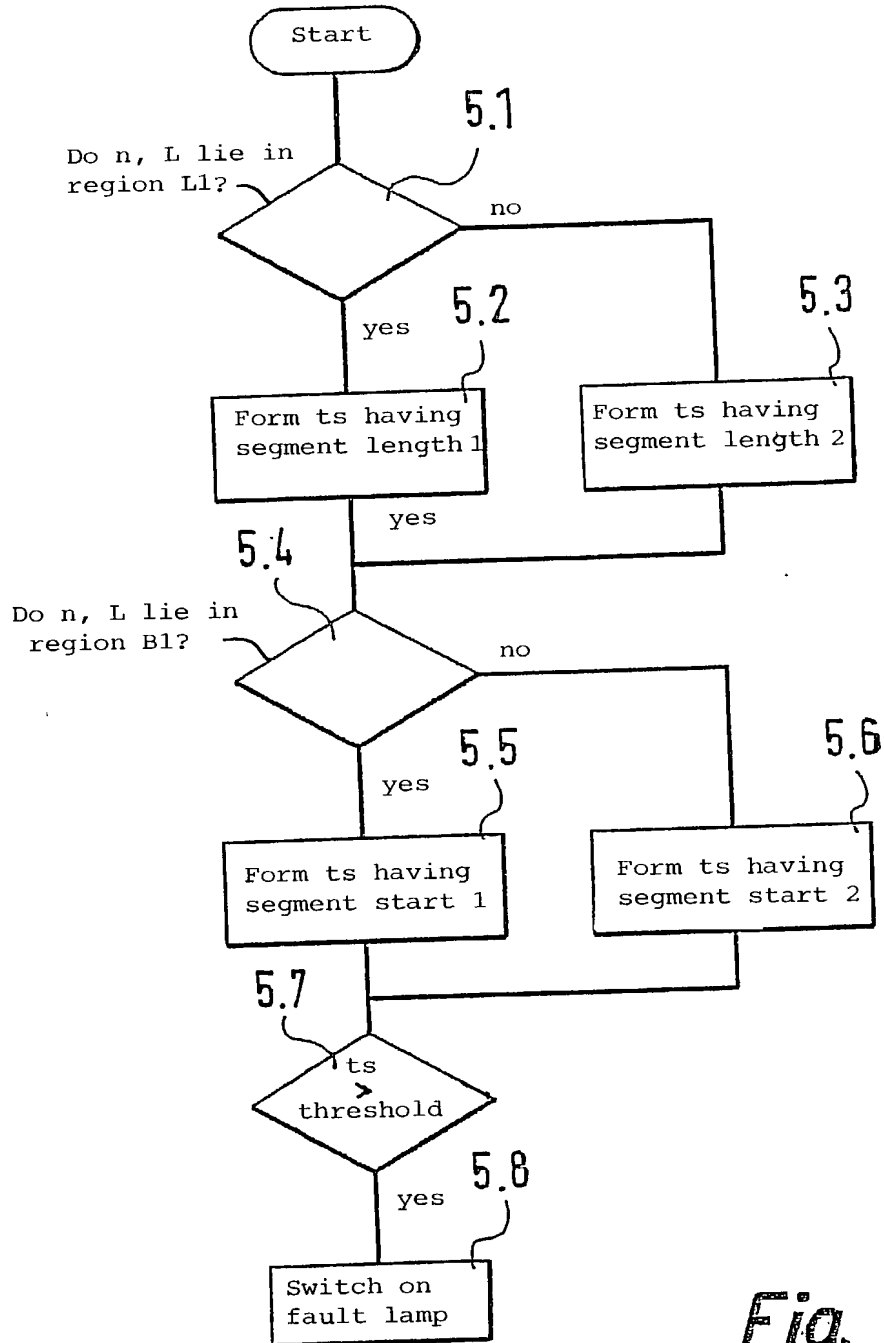 Start
5.1
Do n, L lie in
region L1?
no
5.2
5.3
yes
Form ts having
segment length 1
Form ts having
segment length 2
yes
5.4
Do n, L lie in
region B1?
no
5.5
5.6
yes
Form ts having
segment start 1
Form ts having
segment start 2
5.7
ts
>
threshold
5.8
yes
Switch on
fault lamp
Fig.